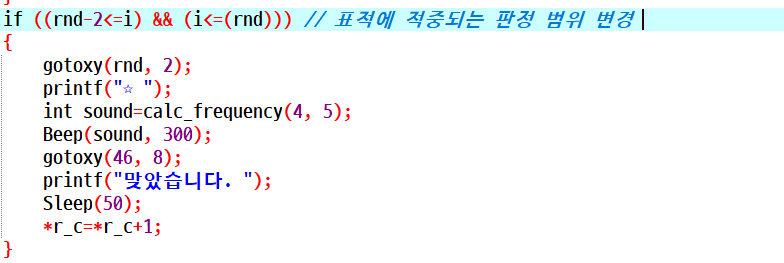 }
if ((rnd-2<=i) && (i<=(rnd))) // 표적에 적중되는 판정 범위 변경
{
gotoxy(rnd, 2);
printf("☆ ");
int sound=calc_frequency(4, 5);
Beep(sound, 300);
gotoxy(46, 8);
printf("맞았습니다. ");
Sleep(50);
*r_c=*r_c+1;
}